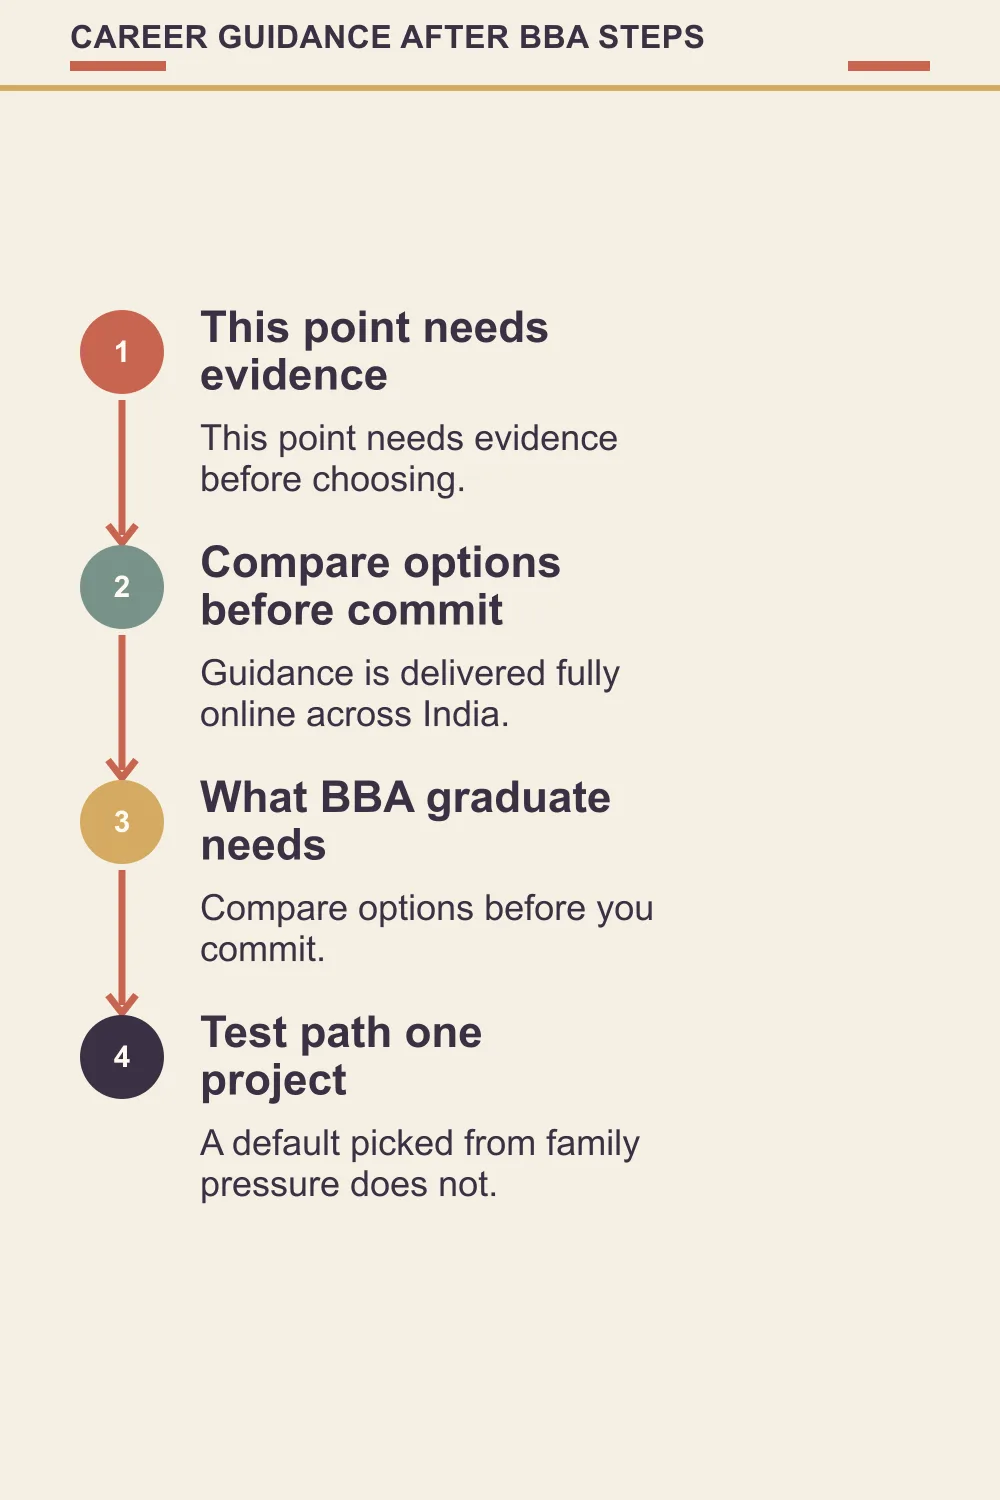 CAREER GUIDANCE AFTER BBA STEPS
1
This point needs
evidence
This point needs evidence
before choosing.
2
Compare options
before commit
Guidance is delivered fully
online across India.
3
What BBA graduate
needs
Compare options before you
commit.
4
Test path one
project
A default picked from family
pressure does not.